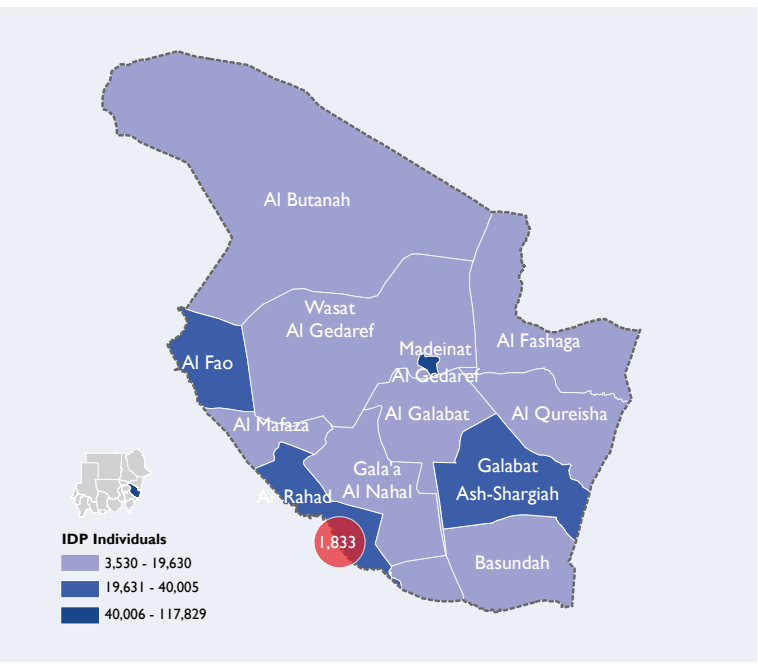 Al Butanah
Wasat
Al Gedaref
Madeinat
Al Gedaref
Al Fashaga
Al Fao
Al Mafaza
Al Galabat
Al Qureisha
Gala'a
Al Nahal
Galabat
Ash-Shargiah
Ar-Rahad
1,833
Basundah
IDP Individuals
3,530 - 19,630
19,631 - 40,005
40,006 - 117,829